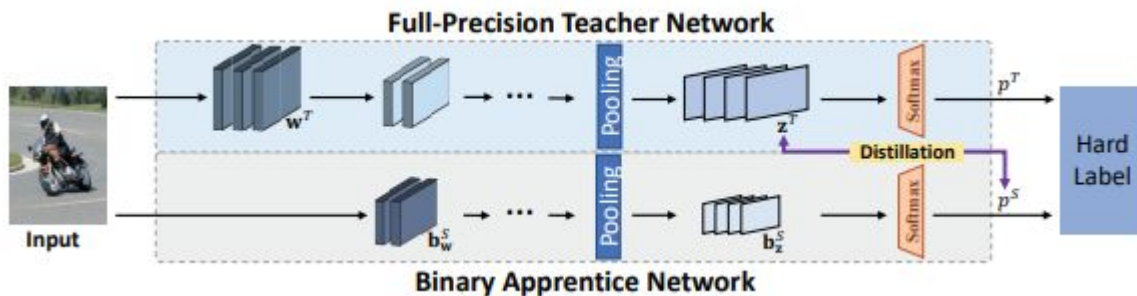 Full-Precision Teacher Network
Pooling
Softmax
w^T
z^T
p^T
Distillation
Hard
Label
Input
Pooling
Softmax
b_w^S
b_z^S
p^S
Binary Apprentice Network